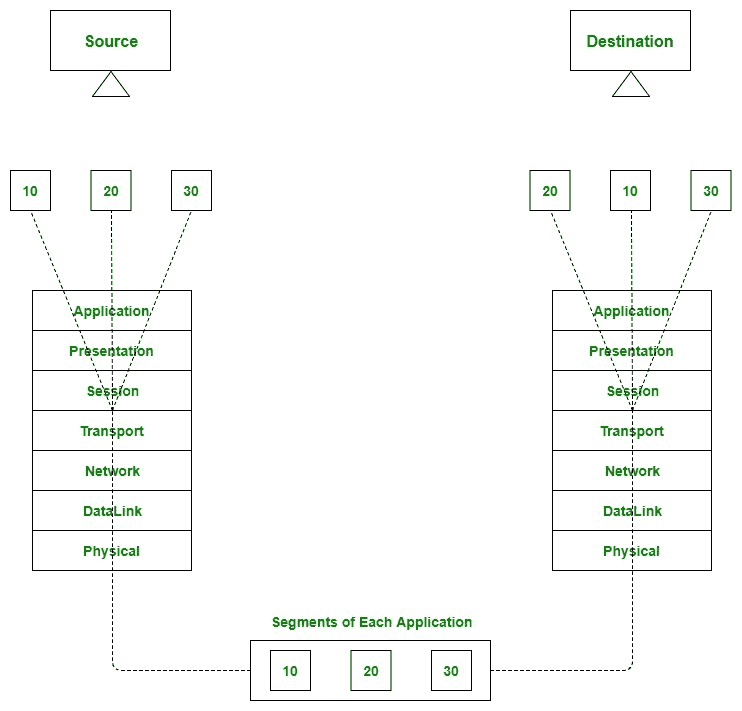 Source
Destination
10
20
30
20
10
30
Application
Presentation
Session
Transport
Network
DataLink
Physical
Application
Presentation
Session
Transport
Network
DataLink
Physical
Segments of Each Application
10
20
30